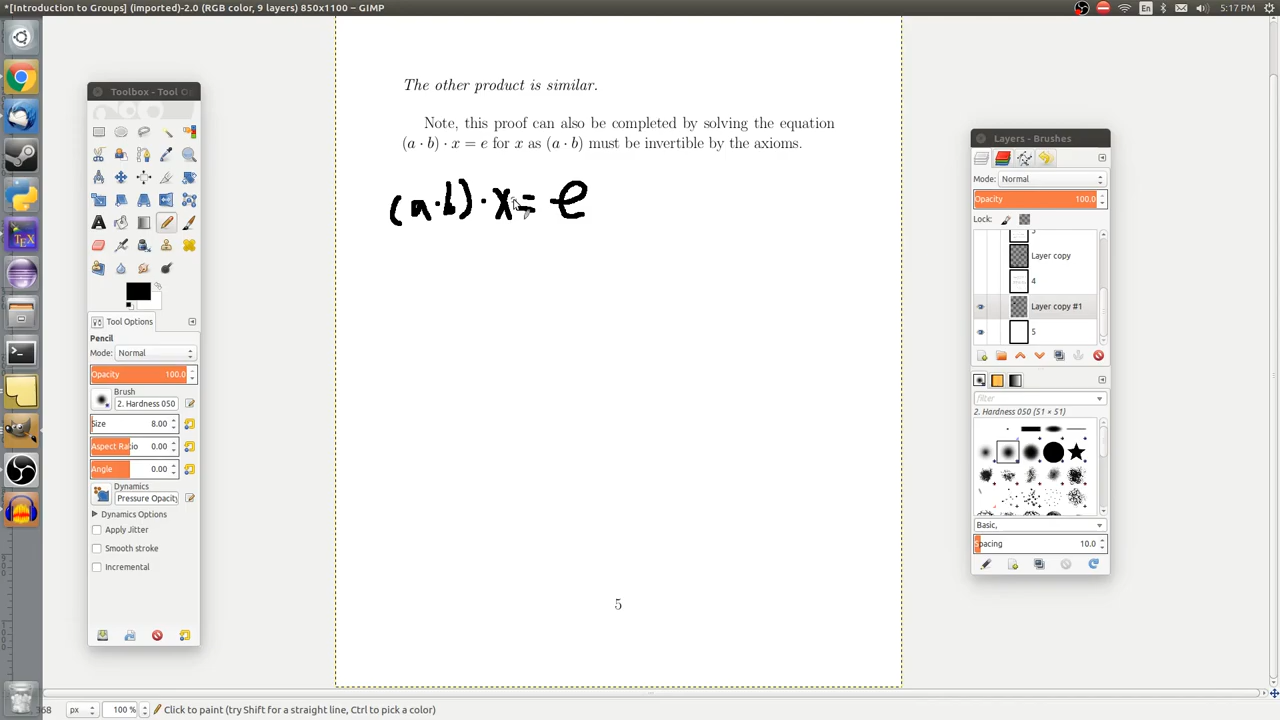 *[Introduction to Groups] (imported)-2.0 (RGB color, 9 layers) 850x1100 – GIMP
En
5:17 PM
Toolbox - Tool O
Tool Options
Pencil
Mode: Normal
Opacity 100.0
Brush
2. Hardness 050
Size 8.00
Aspect Ratio 0.00
Angle 0.00
Dynamics
Pressure Opacity
Dynamics Options
Apply Jitter
Smooth stroke
Incremental
The other product is similar.
Note, this proof can also be completed by solving the equation
(a · b) · x = e for x as (a · b) must be invertible by the axioms.
(a·b)·x= e
5
Layers - Brushes
Mode: Normal
Opacity 100.0
Lock:
Layer copy
4
Layer copy #1
5
filter
2. Hardness 050 (51 × 51)
Basic,
Spacing 10.0
368 px 100 % Click to paint (try Shift for a straight line, Ctrl to pick a color)